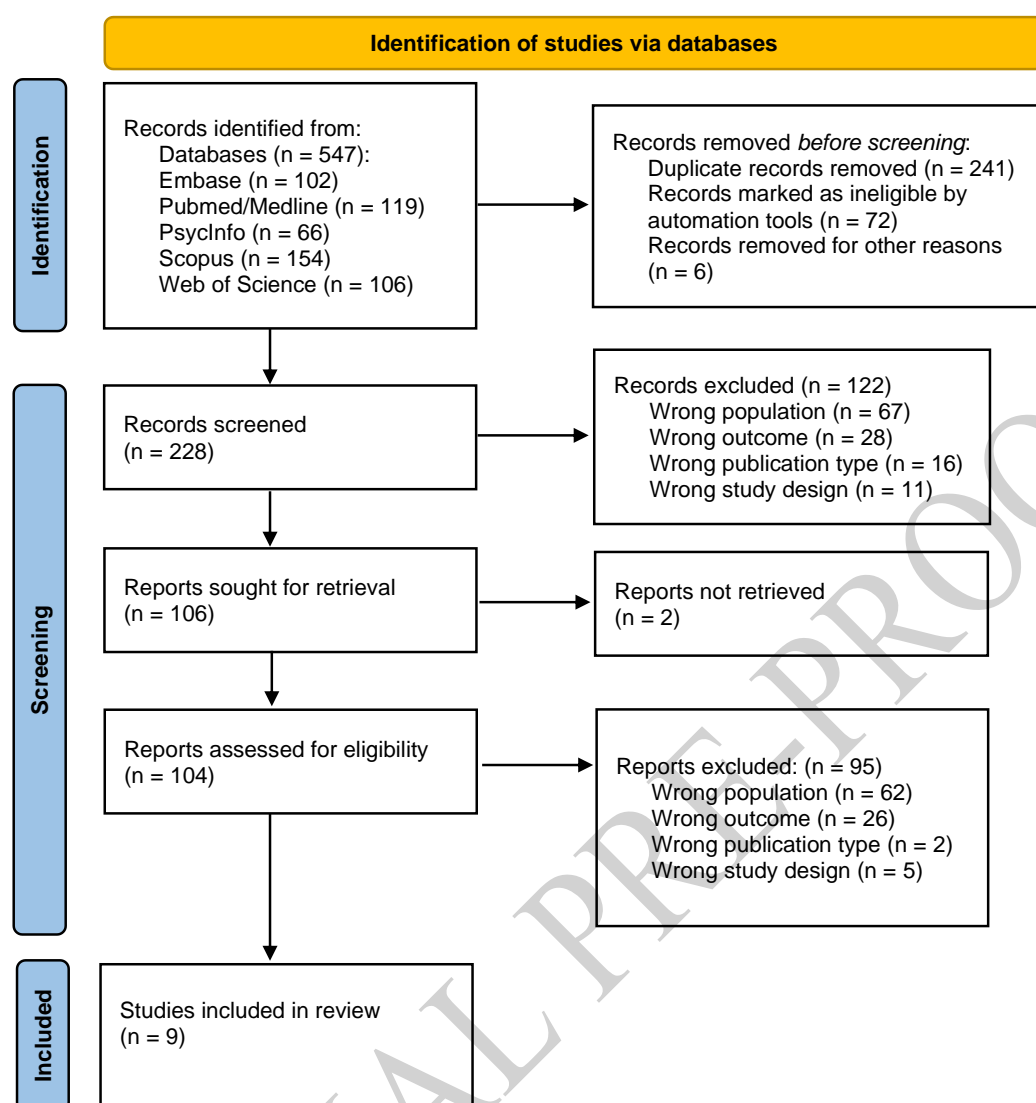 Identification of studies via databases
Identification
Records identified from:
Databases (n = 547):
Embase (n = 102)
Pubmed/Medline (n = 119)
PsycInfo (n = 66)
Scopus (n = 154)
Web of Science (n = 106)
Records removed before screening:
Duplicate records removed (n = 241)
Records marked as ineligible by
automation tools (n = 72)
Records removed for other reasons
(n = 6)
Screening
Records screened
(n = 228)
Records excluded (n = 122)
Wrong population (n = 67)
Wrong outcome (n = 28)
Wrong publication type (n = 16)
Wrong study design (n = 11)
Reports sought for retrieval
(n = 106)
Reports not retrieved
(n = 2)
Reports assessed for eligibility
(n = 104)
Reports excluded: (n = 95)
Wrong population (n = 62)
Wrong outcome (n = 26)
Wrong publication type (n = 2)
Wrong study design (n = 5)
Included
Studies included in review
(n = 9)